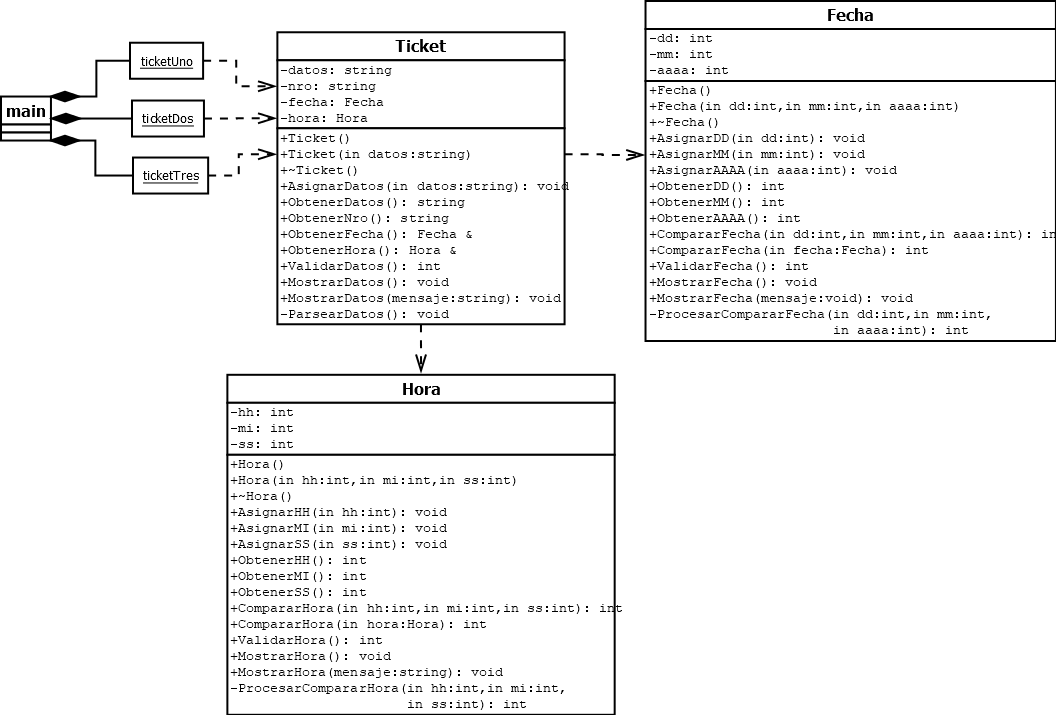 main
ticketUno
ticketDos
ticketTres
Ticket
-datos: string
-nro: string
-fecha: Fecha
-hora: Hora
+Ticket()
+Ticket(in datos:string)
+~Ticket()
+AsignarDatos(in datos:string): void
+ObtenerDatos(): string
+ObtenerNro(): string
+ObtenerFecha(): Fecha &
+ObtenerHora(): Hora &
+ValidarDatos(): int
+MostrarDatos(): void
+MostrarDatos(mensaje:string): void
-ParsearDatos(): void
Fecha
-dd: int
-mm: int
-aaaa: int
+Fecha()
+Fecha(in dd:int,in mm:int,in aaaa:int)
+~Fecha()
+AsignarDD(in dd:int): void
+AsignarMM(in mm:int): void
+AsignarAAAA(in aaaa:int): void
+ObtenerDD(): int
+ObtenerMM(): int
+ObtenerAAAA(): int
+CompararFecha(in dd:int,in mm:int,in aaaa:int): in
+CompararFecha(in fecha:Fecha): int
+ValidarFecha(): int
+MostrarFecha(): void
+MostrarFecha(mensaje:void): void
-ProcesarCompararFecha(in dd:int,in mm:int,
in aaaa:int): int
Hora
-hh: int
-mi: int
-ss: int
+Hora()
+Hora(in hh:int,in mi:int,in ss:int)
+~Hora()
+AsignarHH(in hh:int): void
+AsignarMI(in mi:int): void
+AsignarSS(in ss:int): void
+ObtenerHH(): int
+ObtenerMI(): int
+ObtenerSS(): int
+CompararHora(in hh:int,in mi:int,in ss:int): int
+CompararHora(in hora:Hora): int
+ValidarHora(): int
+MostrarHora(): void
+MostrarHora(mensaje:string): void
-ProcesarCompararHora(in hh:int,in mi:int,
in ss:int): int